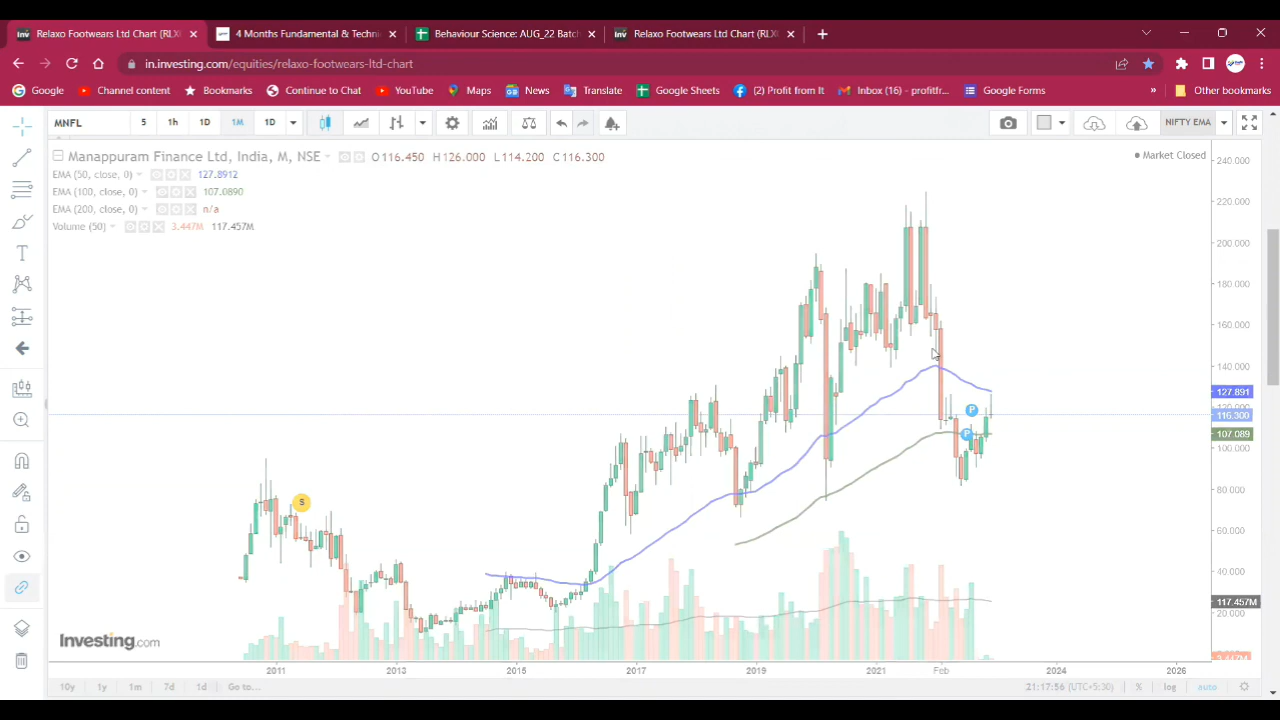 Relaxo Footwears Ltd Chart (RLX
4 Months Fundamental & Techni
Behaviour Science: AUG_22 Batch
Relaxo Footwears Ltd Chart (RLX
in.investing.com/equities/relaxo-footwears-ltd-chart
Google Channel content Bookmarks Continue to Chat YouTube Maps News Translate Google Sheets (2) Profit from It Inbox (16) - profitfr... Google Forms » Other bookmarks
MNFL 5 1h 1D 1M 1D NIFTY EMA
Manappuram Finance Ltd, India, M, NSE O116.450 H126.000 L114.200 C116.300
Market Closed
EMA (50, close, 0) 127.8912
EMA (100, close, 0) 107.0890
EMA (200, close, 0) n/a
Volume (50) 3.447M 117.457M
240.000
220.000
200.000
180.000
160.000
140.000
127.891
120.000
116.300
107.089
100.000
80.000
60.000
40.000
117.457M
20.000
P
P
S
Investing.com
2011 2013 2015 2017 2019 2021 Feb 2024 2026
10y 1y 1m 7d 1d Go to... 21:17:56 (UTC+5:30) % log auto